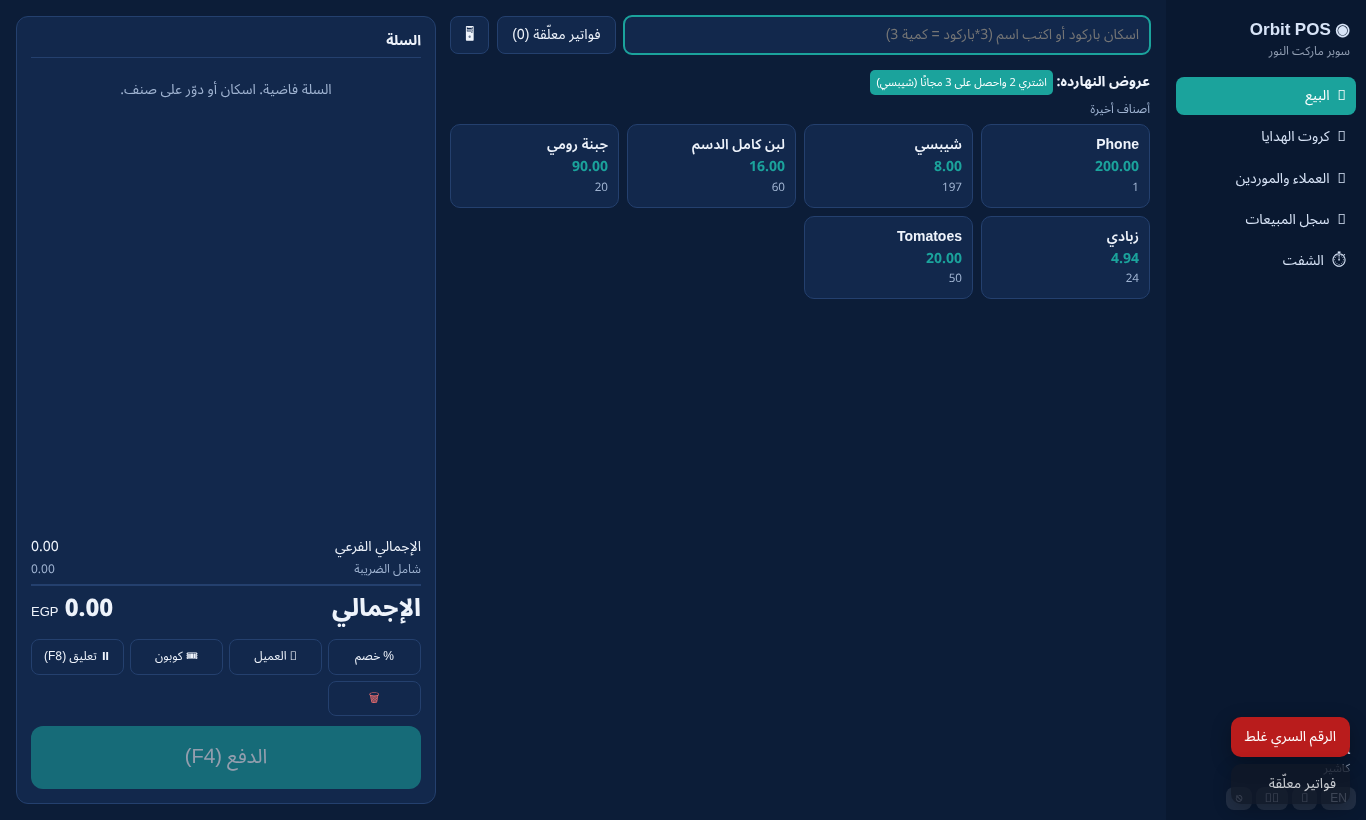 ◉ Orbit POS
سوبر ماركت النور
البيع
كروت الهدايا
العملاء والموردين
سجل المبيعات
الشفت
اسكان باركود أو اكتب اسم (3*باركود = كمية 3)
فواتير معلّقة (0)
عروض النهارده: اشتري 2 واحصل على 3 مجانًا (شيبسي)
أصناف أخيرة
Phone
200.00
1
شيبسي
8.00
197
لبن كامل الدسم
16.00
60
جبنة رومي
90.00
20
زبادي
4.94
24
Tomatoes
20.00
50
السلة
السلة فاضية. اسكان أو دوّر على صنف.
الإجمالي الفرعي 0.00
شامل الضريبة 0.00
الإجمالي 0.00 EGP
% خصم
العميل
كوبون
تعليق (F8)
الدفع (F4)
الرقم السري غلط
كاشير
فواتير معلّقة
EN